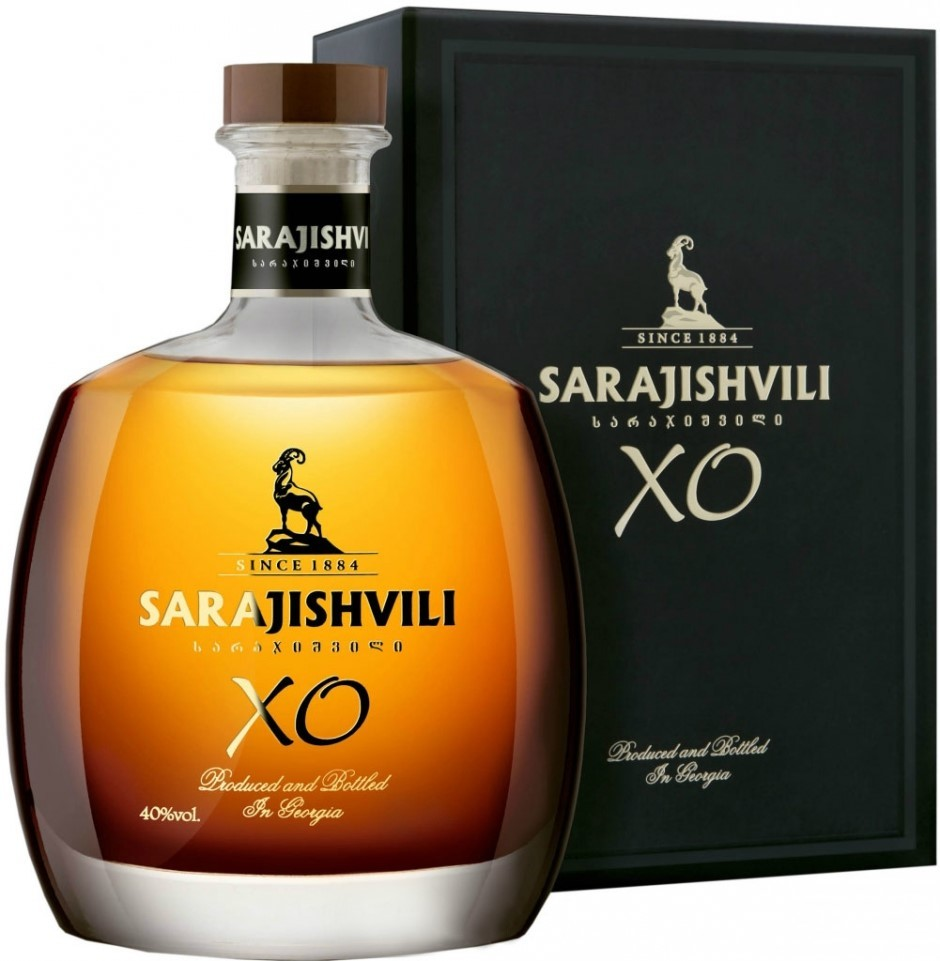 SARAJISHVI
ᲡᲐᲠᲐᲯᲘᲨᲕᲘᲚᲘ
SINCE 1884
SARAJISHVILI
ᲡᲐᲠᲐᲯᲘᲨᲕᲘᲚᲘ
XO
Produced and Bottled
In Georgia
40%vol.
SINCE 1884
SARAJISHVILI
ᲡᲐᲠᲐᲯᲘᲨᲕᲘᲚᲘ
XO
Produced and Bottled
In Georgia